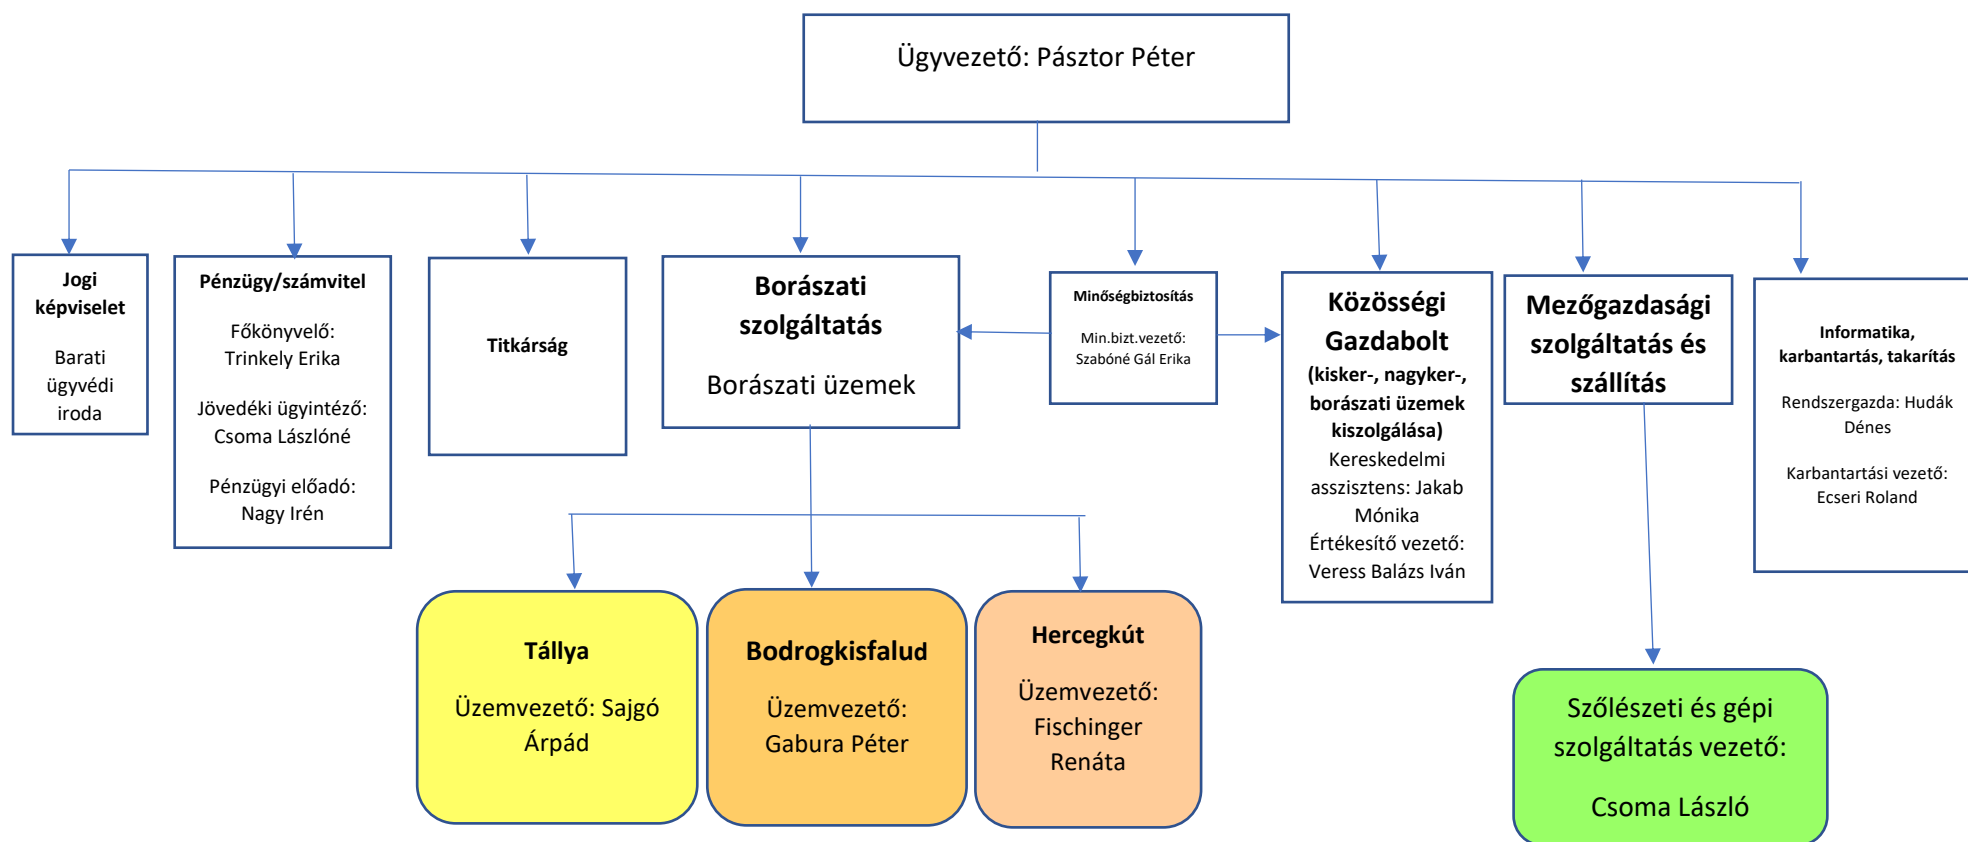 Ügyvezető: Pásztor Péter
Jogi
képviselet
Barati
ügyvédi
iroda
Pénzügy/számvitel
Főkönyvelő:
Trinkely Erika
Jövedéki ügyintéző:
Csoma Lászlóné
Pénzügyi előadó:
Nagy Irén
Titkárság
Borászati
szolgáltatás
Borászati üzemek
Minőségbiztosítás
Min.bizt.vezető:
Szabóné Gál Erika
Közösségi
Gazdabolt
(kisker-, nagyker-,
borászati üzemek
kiszolgálása)
Kereskedelmi
asszisztens: Jakab
Mónika
Értékesítő vezető:
Veress Balázs Iván
Mezőgazdasági
szolgáltatás és
szállítás
Informatika,
karbantartás, takarítás
Rendszergazda: Hudák
Dénes
Karbantartási vezető:
Ecseri Roland
Tállya
Üzemvezető: Sajgó
Árpád
Bodrogkisfalud
Üzemvezető:
Gabura Péter
Hercegkút
Üzemvezető:
Fischinger
Renáta
Szőlészeti és gépi
szolgáltatás vezető:
Csoma László